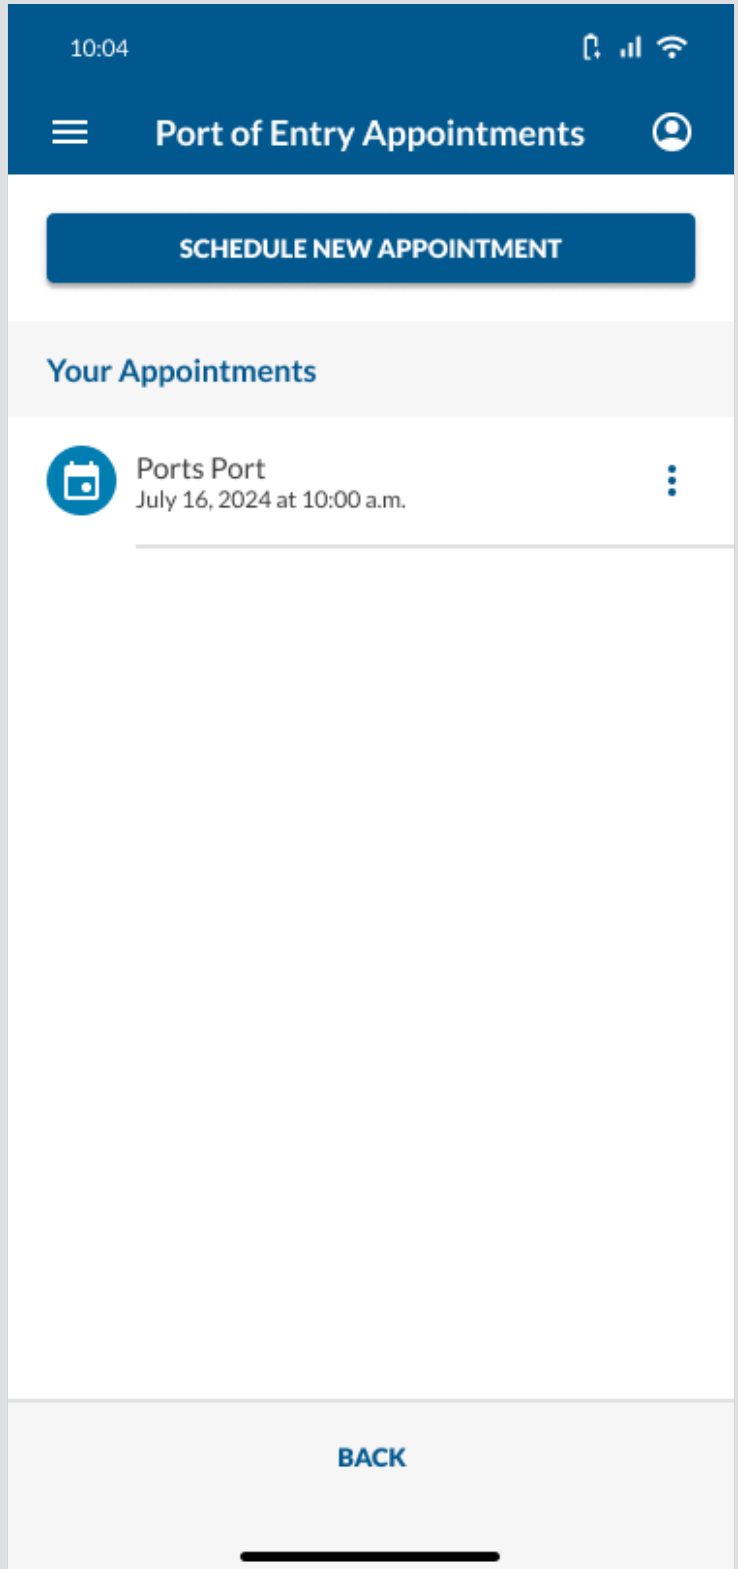 10:04
Port of Entry Appointments
SCHEDULE NEW APPOINTMENT
Your Appointments
Ports Port
July 16, 2024 at 10:00 a.m.
BACK